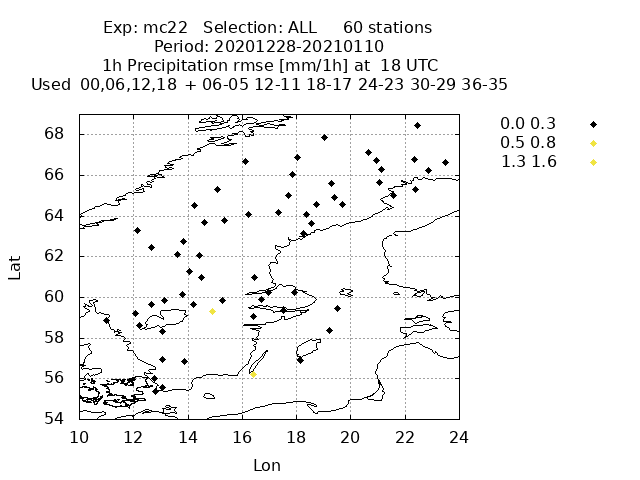 Exp: mc22 Selection: ALL 60 stations
Period: 20201228-20210110
1h Precipitation rmse [mm/1h] at 18 UTC
Used 00,06,12,18 + 06-05 12-11 18-17 24-23 30-29 36-35
0.0 0.3
0.5 0.8
1.3 1.6
Lat
68
66
64
62
60
58
56
54
10 12 14 16 18 20 22 24
Lon